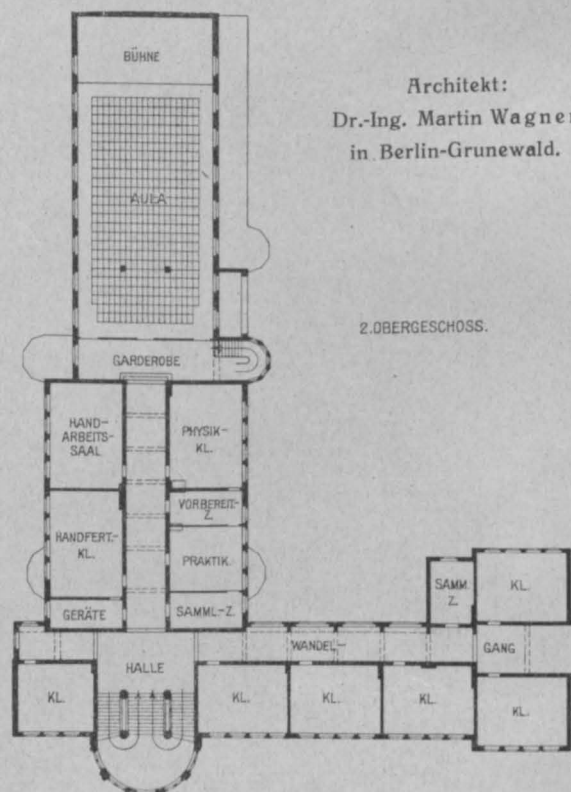 BÜHNE
Architekt:
Dr.-Ing. Martin Wagner
in Berlin-Grunewald.
AULA
2.OBERGESCHOSS.
GARDEROBE
HAND-
ARBEITS-
SAAL
PHYSIK-
KL.
VORBEREIT.-
Z.
HANDFERT.-
KL.
PRAKTIK.
GERÄTE
SAMML.-Z.
SAMM.
Z.
KL.
WANDEL-
GANG
HALLE
KL.
KL.
KL.
KL.
KL.